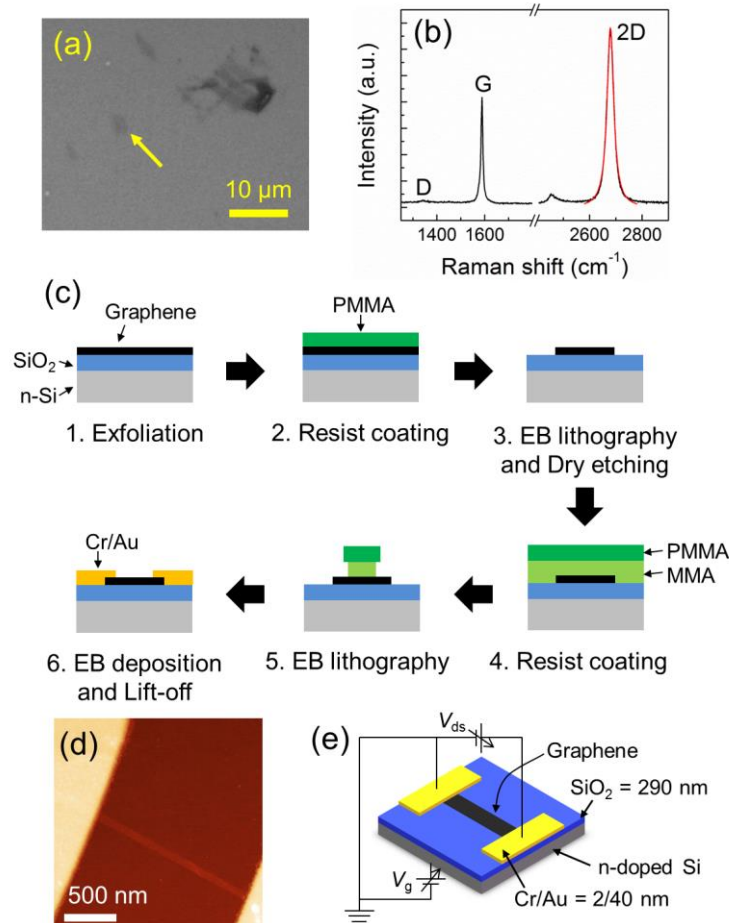 (a)
10 μm
(b)
2D
G
D
Intensity (a.u.)
1400 1600 2600 2800
Raman shift (cm⁻¹)
(c)
Graphene
SiO₂
n-Si
1. Exfoliation
PMMA
2. Resist coating
3. EB lithography
and Dry etching
PMMA
MMA
4. Resist coating
5. EB lithography
Cr/Au
6. EB deposition
and Lift-off
(d)
500 nm
(e)
Vds
Graphene
SiO₂ = 290 nm
n-doped Si
Cr/Au = 2/40 nm
Vg